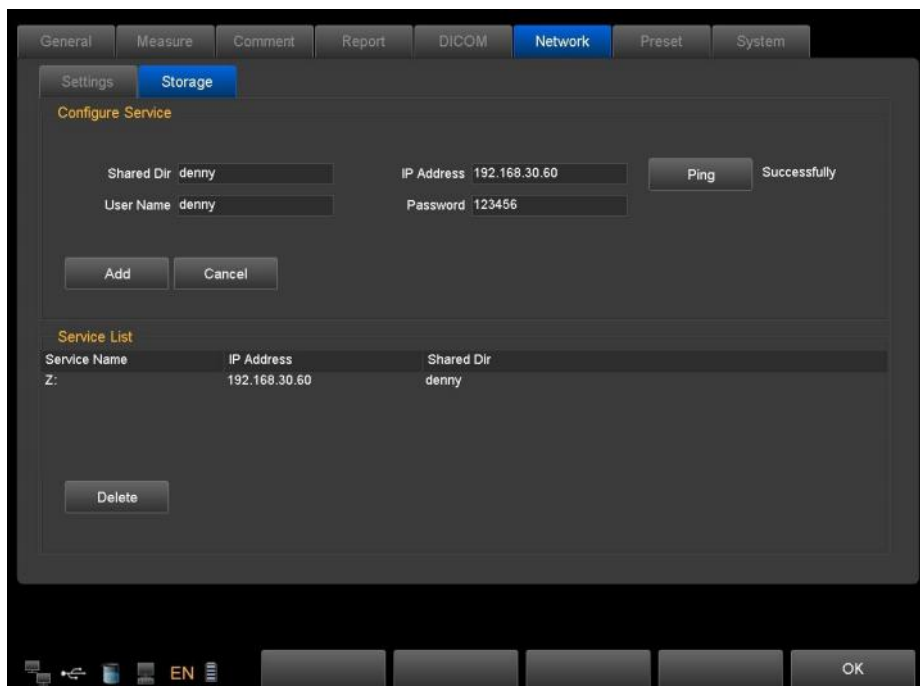 General Measure Comment Report DICOM Network Preset System
Settings Storage
Configure Service
Shared Dir denny IP Address 192.168.30.60 Ping Successfully
User Name denny Password 123456
Add Cancel
Service List
Service Name IP Address Shared Dir
Z: 192.168.30.60 denny
Delete
EN OK